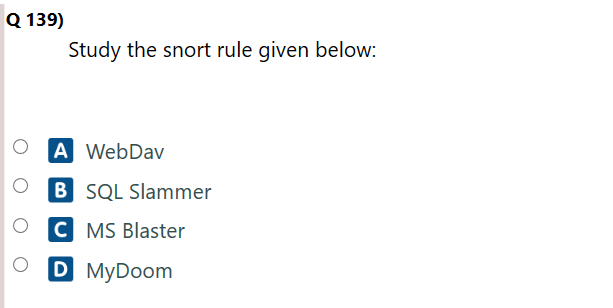 Q 139)
Study the snort rule given below:
A WebDav
B SQL Slammer
C MS Blaster
D MyDoom